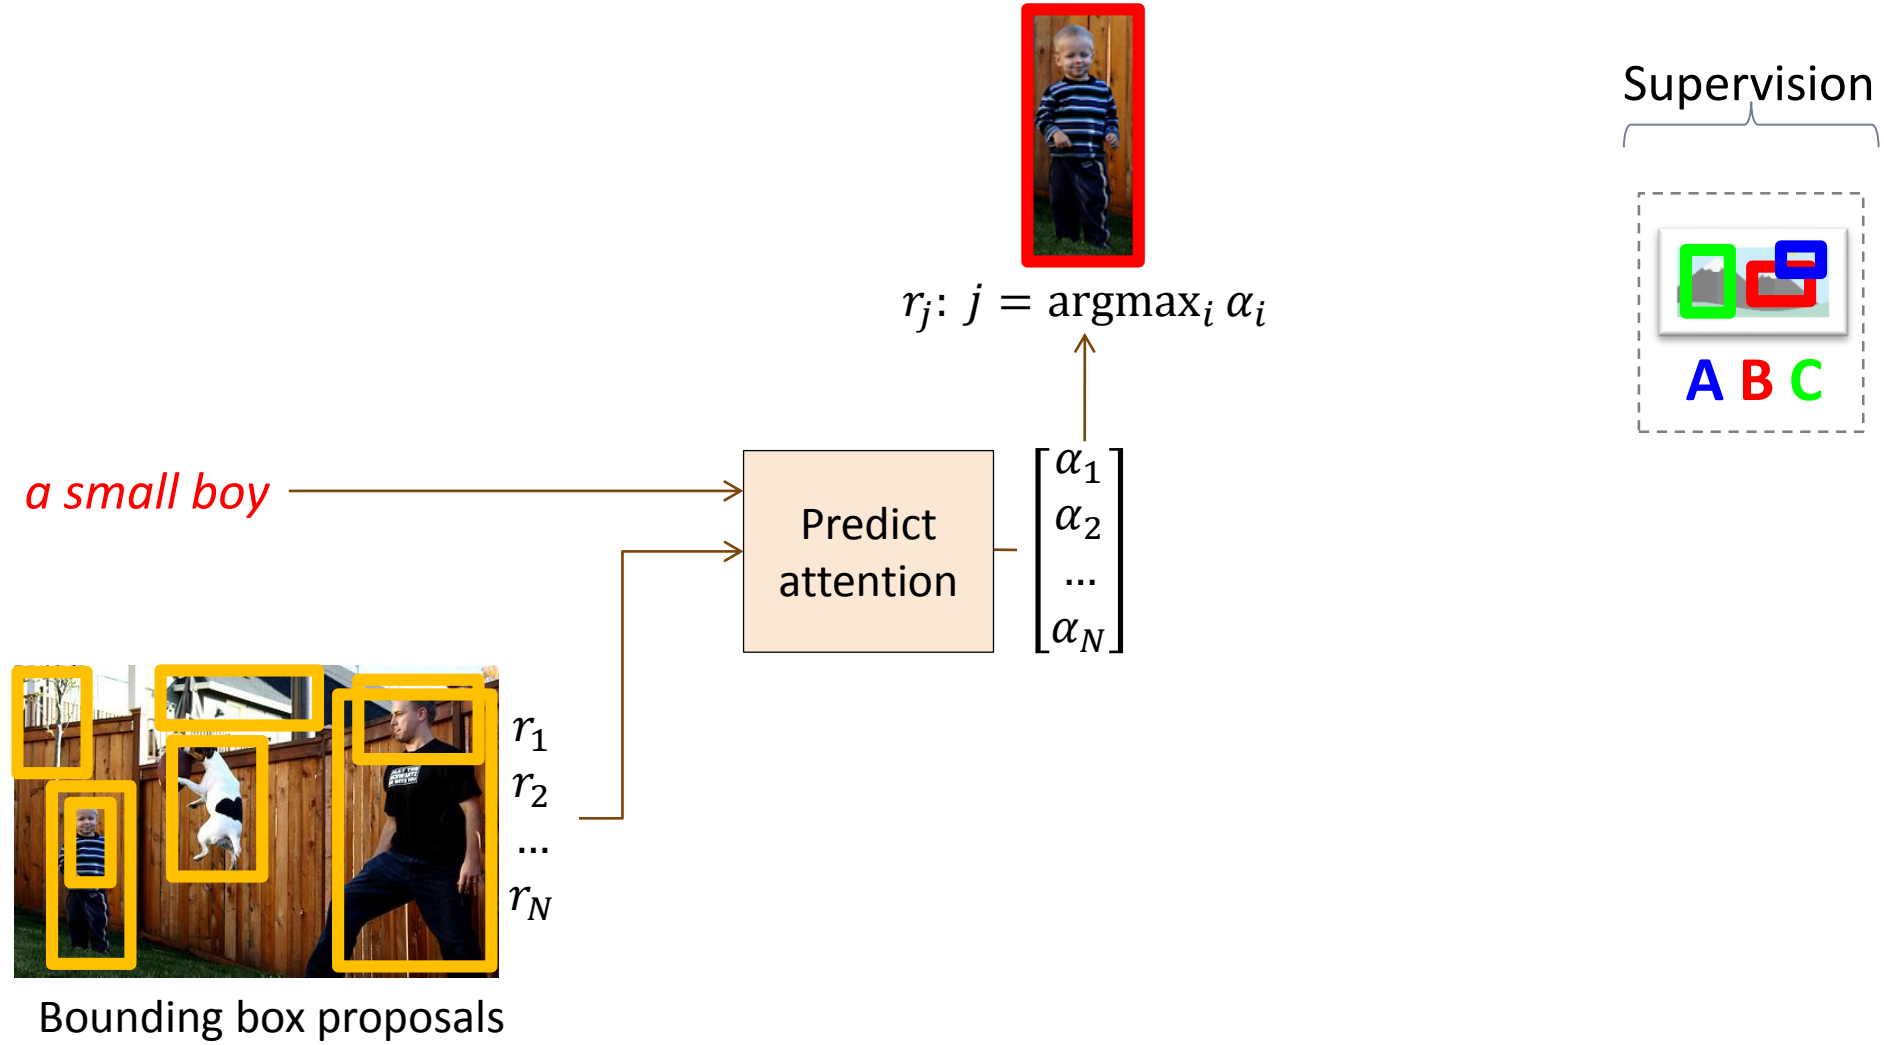 Supervision
r_j: j = argmax_i α_i
A B C
a small boy
Predict
attention
α_1
α_2
...
α_N
r_1
r_2
...
r_N
Bounding box proposals